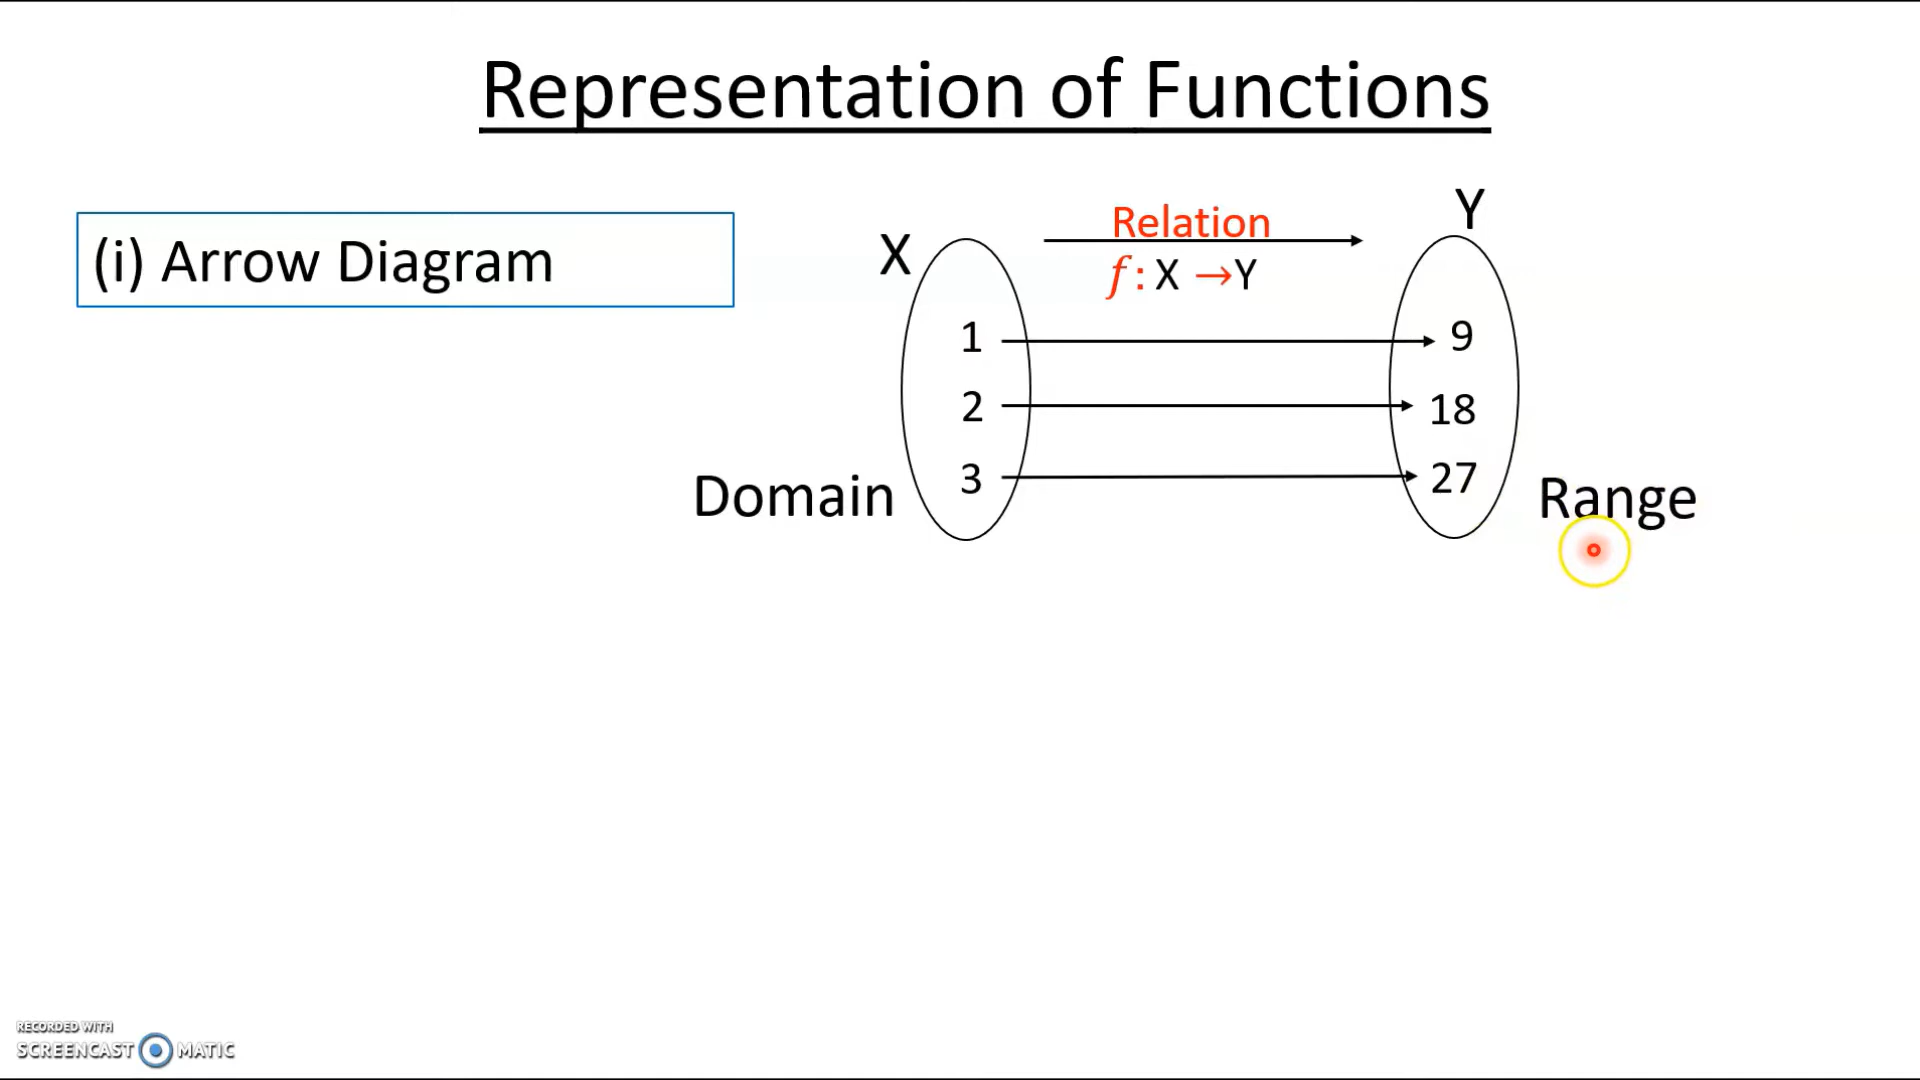 Representation of Functions
(i) Arrow Diagram
X
Relation
f : X → Y
Y
1
9
2
18
3
27
Domain
Range
RECORDED WITH
SCREENCAST MATIC